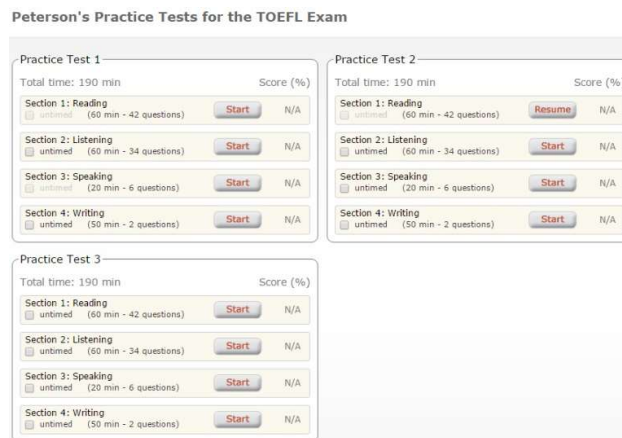 Peterson's Practice Tests for the TOEFL Exam
Practice Test 1
Total time: 190 min Score (%)
Section 1: Reading
untimed (60 min - 42 questions) Start N/A
Section 2: Listening
untimed (60 min - 34 questions) Start N/A
Section 3: Speaking
untimed (20 min - 6 questions) Start N/A
Section 4: Writing
untimed (50 min - 2 questions) Start N/A
Practice Test 2
Total time: 190 min Score (%
Section 1: Reading
untimed (60 min - 42 questions) Resume N/A
Section 2: Listening
untimed (60 min - 34 questions) Start N/A
Section 3: Speaking
untimed (20 min - 6 questions) Start N/A
Section 4: Writing
untimed (50 min - 2 questions) Start N/A
Practice Test 3
Total time: 190 min Score (%)
Section 1: Reading
untimed (60 min - 42 questions) Start N/A
Section 2: Listening
untimed (60 min - 34 questions) Start N/A
Section 3: Speaking
untimed (20 min - 6 questions) Start N/A
Section 4: Writing
untimed (50 min - 2 questions) Start N/A